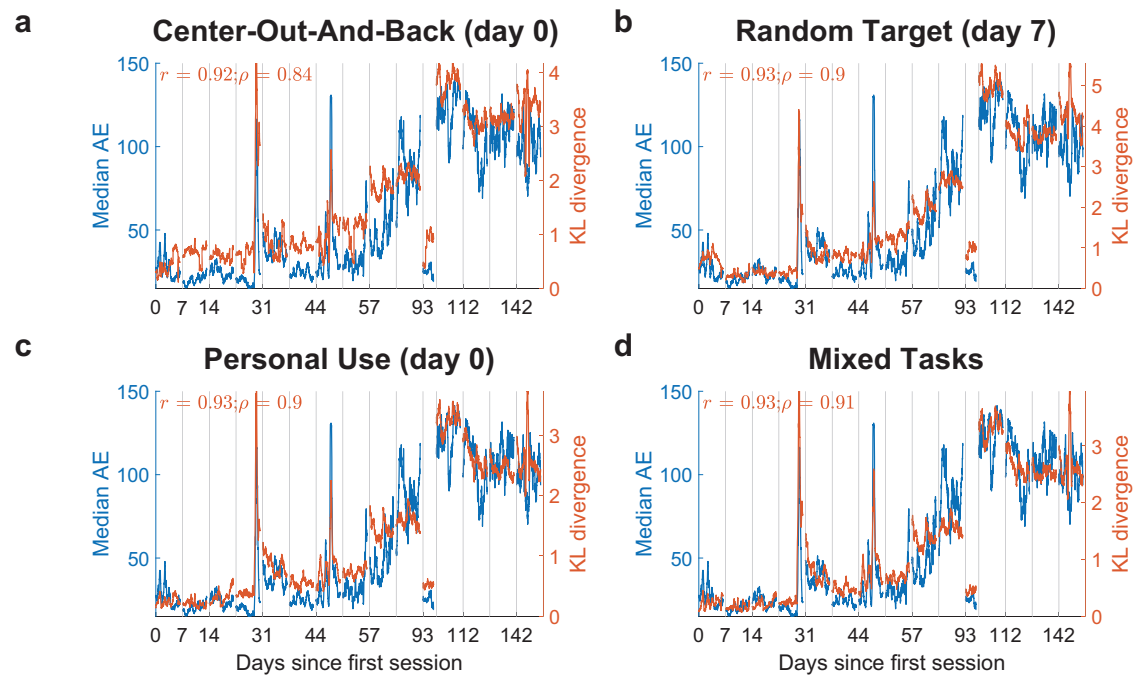 a
Center-Out-And-Back (day 0)
r = 0.92;ρ = 0.84
150
100
50
Median AE
4
3
2
1
0
KL divergence
0 7 14 31 44 57 93 112 142
b
Random Target (day 7)
r = 0.93;ρ = 0.9
150
100
50
Median AE
5
4
3
2
1
0
KL divergence
0 7 14 31 44 57 93 112 142
c
Personal Use (day 0)
r = 0.93;ρ = 0.9
150
100
50
Median AE
3
2
1
0
KL divergence
0 7 14 31 44 57 93 112 142
Days since first session
d
Mixed Tasks
r = 0.93;ρ = 0.91
150
100
50
Median AE
3
2
1
0
KL divergence
0 7 14 31 44 57 93 112 142
Days since first session